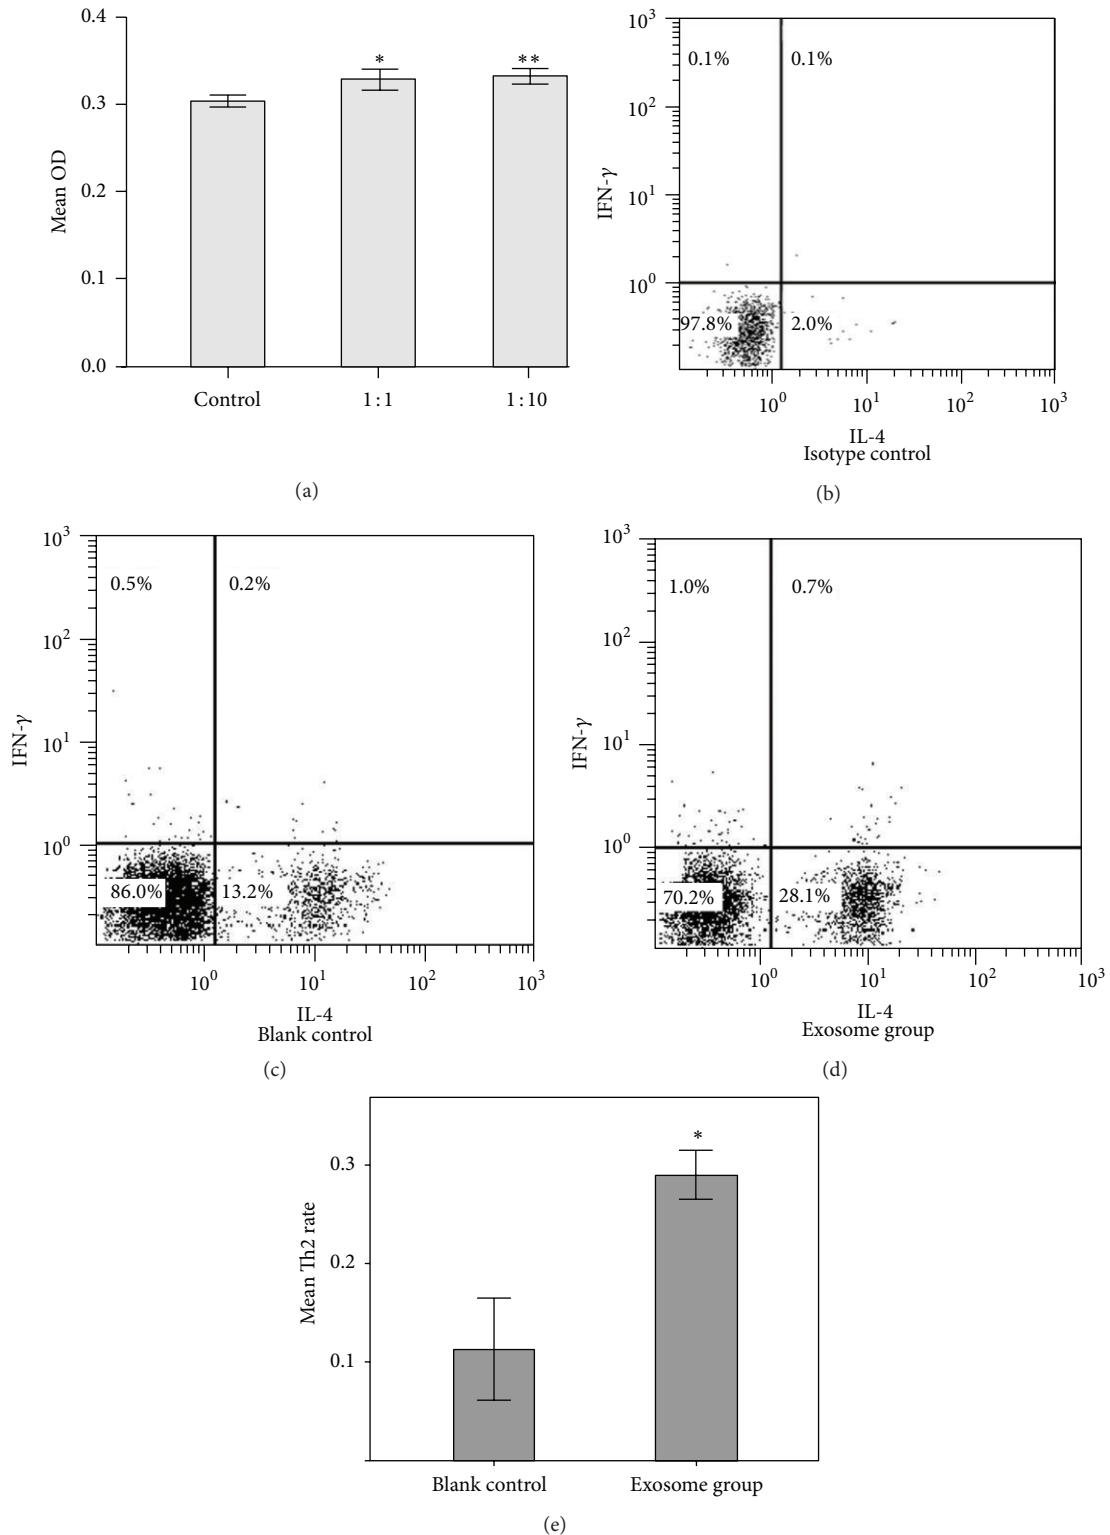 0.4
0.3
0.2
0.1
0.0
Mean OD
*
**
Control
1 : 1
1 : 10
(a)
10³
10²
10¹
10⁰
IFN-γ
0.1%
0.1%
97.8%
2.0%
10⁰
10¹
10²
10³
IL-4
Isotype control
(b)
10³
10²
10¹
10⁰
IFN-γ
0.5%
0.2%
86.0%
13.2%
10⁰
10¹
10²
10³
IL-4
Blank control
(c)
10³
10²
10¹
10⁰
IFN-γ
1.0%
0.7%
70.2%
28.1%
10⁰
10¹
10²
10³
IL-4
Exosome group
(d)
0.3
0.2
0.1
Mean Th2 rate
*
Blank control
Exosome group
(e)